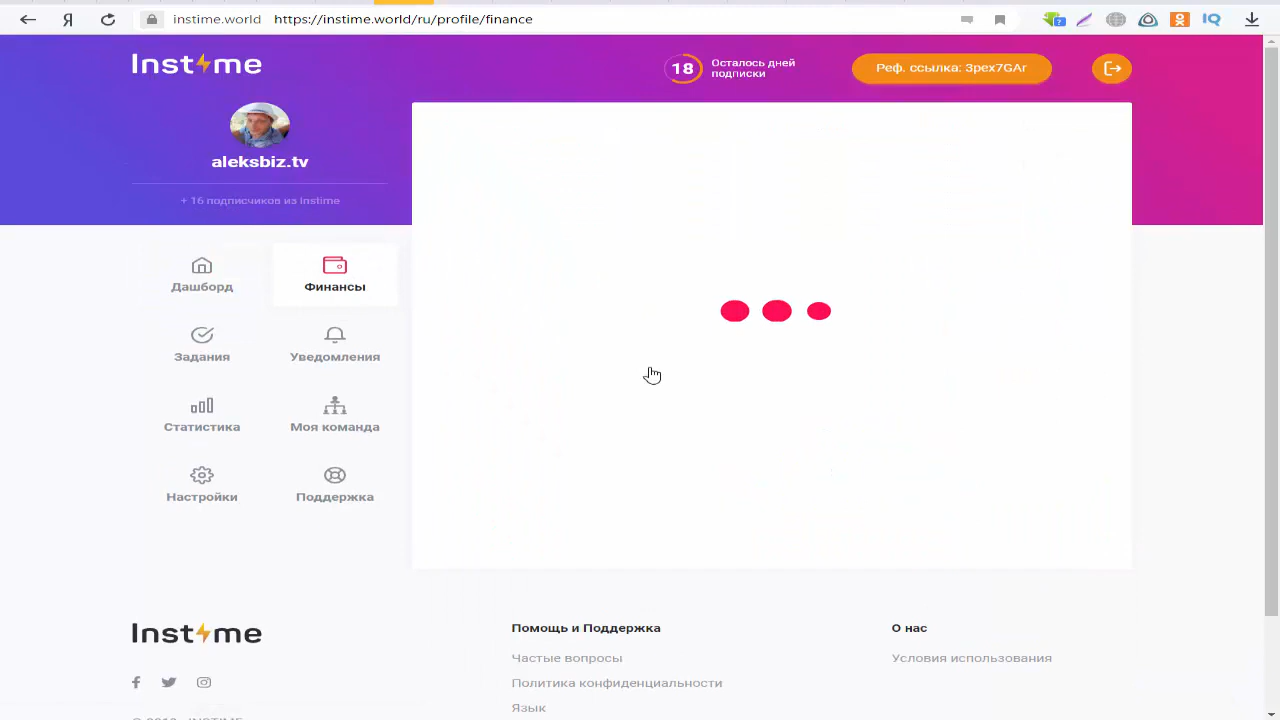 Я
instime.world
https://instime.world/ru/profile/finance
Inst me
18
Осталось дней
подписки
Реф. ссылка: 3pex7GAr
aleksbiz.tv
+ 16 подписчиков из Instime
Дашборд
Финансы
Задания
Уведомления
Статистика
Моя команда
Настройки
Поддержка
Inst me
Помощь и Поддержка
О нас
Частые вопросы
Условия использования
Политика конфиденциальности
Язык